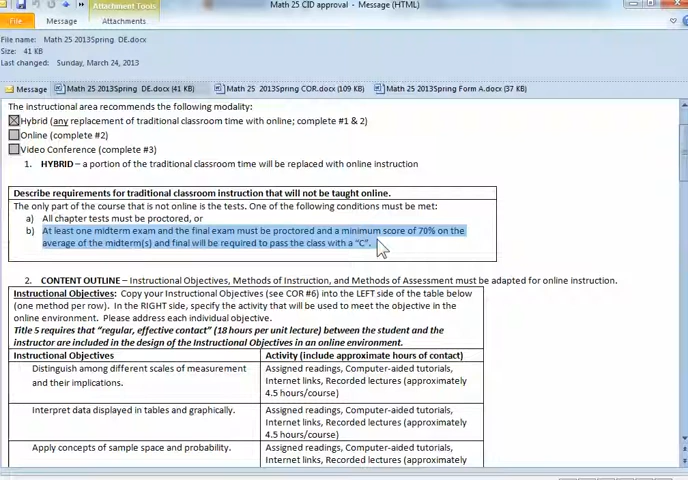 Attachment Tools
Math 25 CID approval - Message (HTML)
File
Message
Attachments
File name: Math 25 2013Spring DE.docx
Size: 41 KB
Last changed: Sunday, March 24, 2013
Message
Math 25 2013Spring DE.docx (41 KB)
Math 25 2013Spring COR.docx (109 KB)
Math 25 2013Spring Form A.docx (37 KB)
The instructional area recommends the following modality:
Hybrid (any replacement of traditional classroom time with online; complete #1 & 2)
Online (complete #2)
Video Conference (complete #3)
1. HYBRID – a portion of the traditional classroom time will be replaced with online instruction
Describe requirements for traditional classroom instruction that will not be taught online.
The only part of the course that is not online is the tests. One of the following conditions must be met:
a) All chapter tests must be proctored, or
b) At least one midterm exam and the final exam must be proctored and a minimum score of 70% on the
average of the midterm(s) and final will be required to pass the class with a “C”.
2. CONTENT OUTLINE – Instructional Objectives, Methods of Instruction, and Methods of Assessment must be adapted for online instruction.
Instructional Objectives: Copy your Instructional Objectives (see COR #6) into the LEFT side of the table below
(one method per row). In the RIGHT side, specify the activity that will be used to meet the objective in the
online environment. Please address each individual objective.
Title 5 requires that “regular, effective contact” (18 hours per unit lecture) between the student and the
instructor are included in the design of the Instructional Objectives in an online environment.
Instructional Objectives
Activity (include approximate hours of contact)
Distinguish among different scales of measurement
and their implications.
Assigned readings, Computer-aided tutorials,
Internet links, Recorded lectures (approximately
4.5 hours/course)
Interpret data displayed in tables and graphically.
Assigned readings, Computer-aided tutorials,
Internet links, Recorded lectures (approximately
4.5 hours/course)
Apply concepts of sample space and probability.
Assigned readings, Computer-aided tutorials,
Internet links, Recorded lectures (approximately